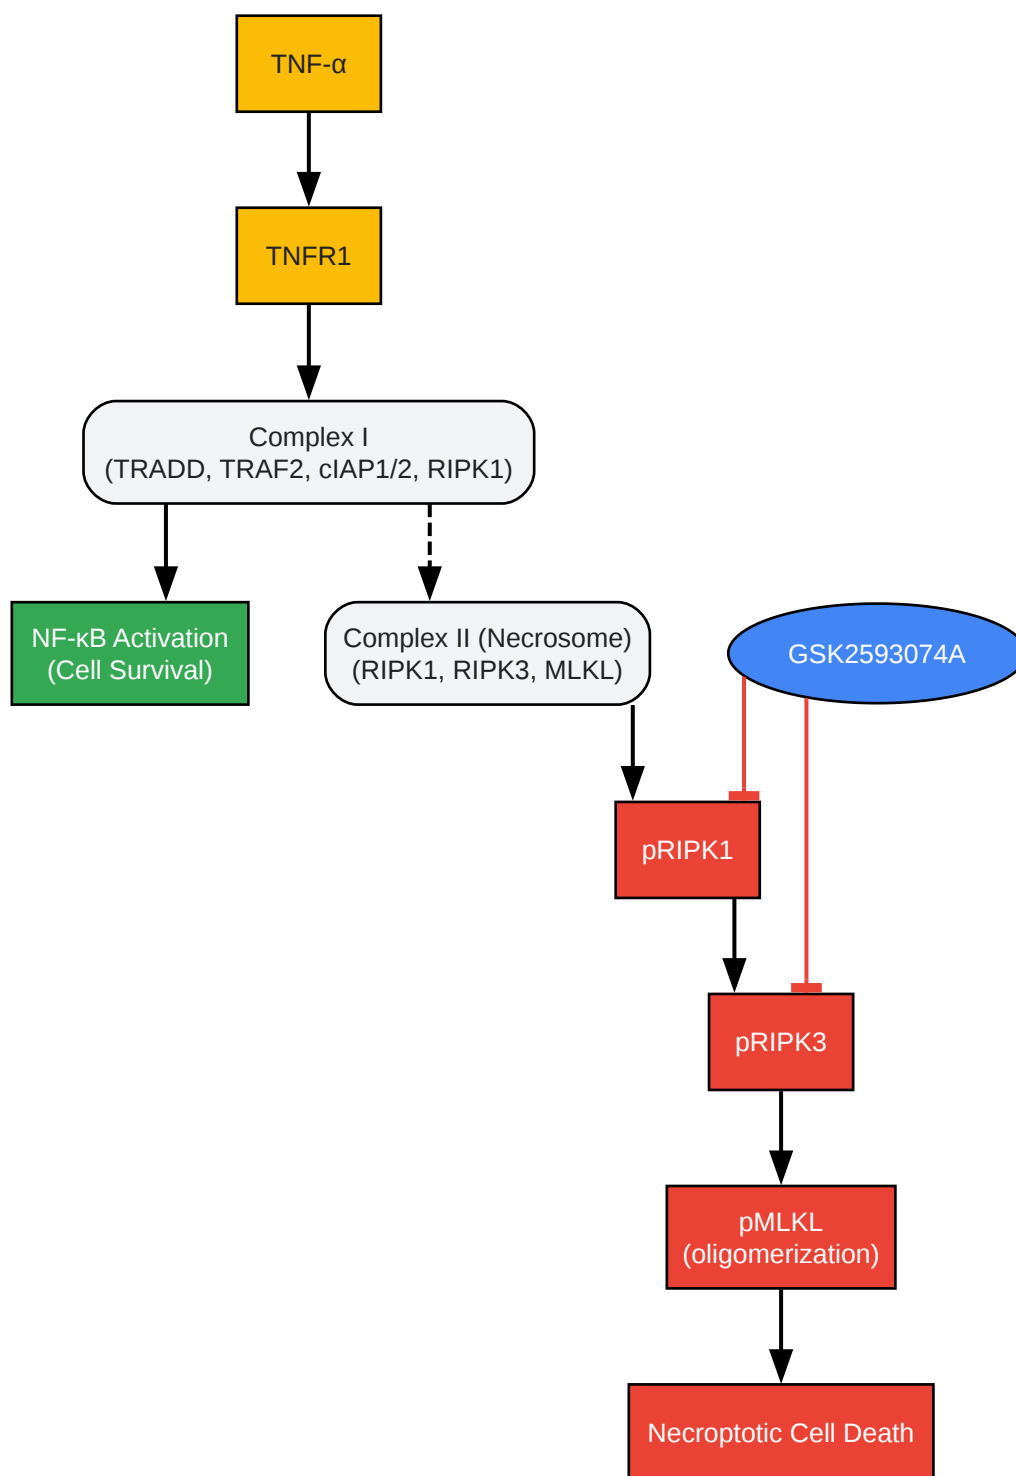 TNF-α
TNFR1
Complex I
(TRADD, TRAF2, cIAP1/2, RIPK1)
NF-κB Activation
(Cell Survival)
Complex II (Necrosome)
(RIPK1, RIPK3, MLKL)
GSK2593074A
pRIPK1
pRIPK3
pMLKL
(oligomerization)
Necroptotic Cell Death